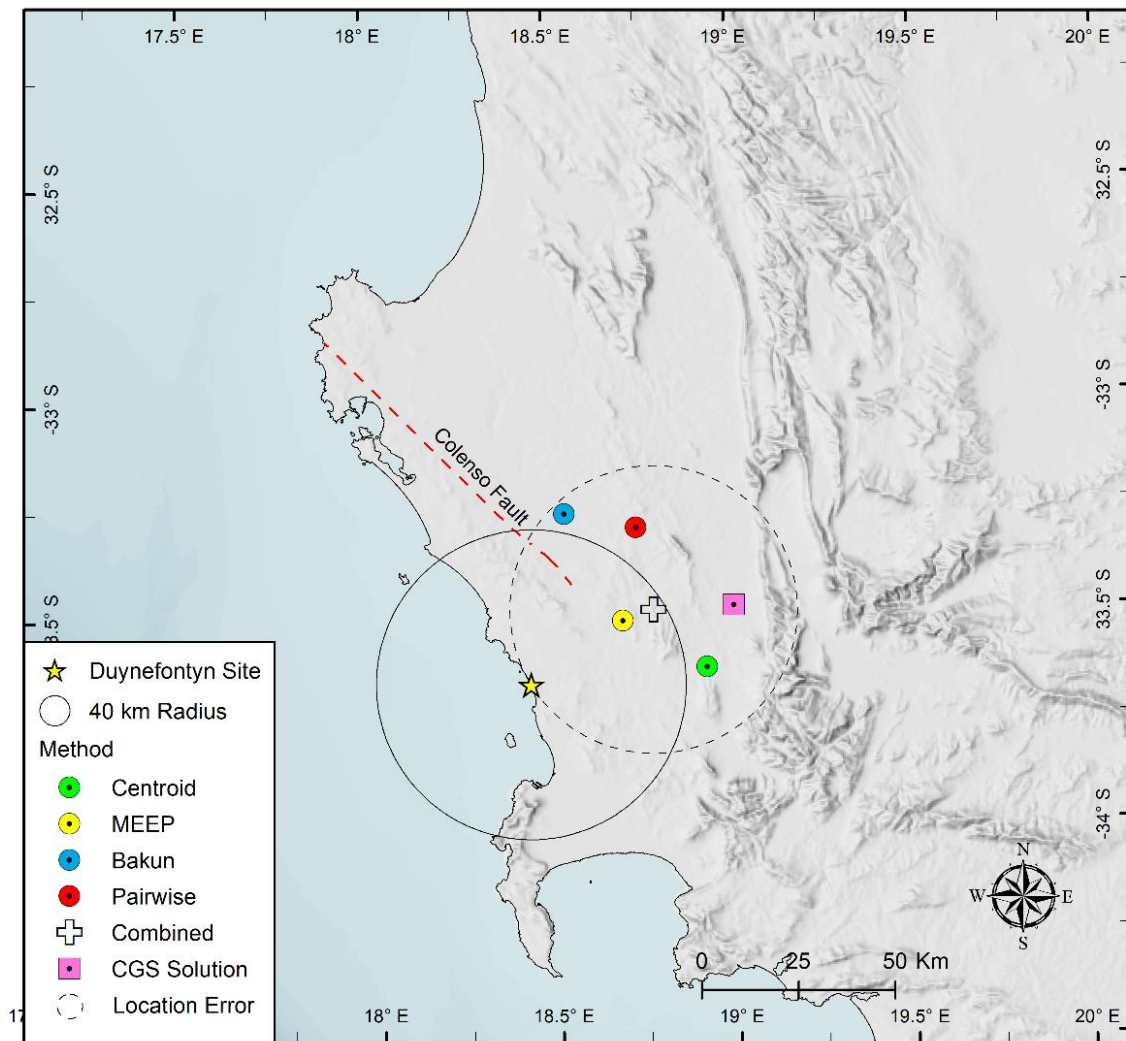 17.5° E 18° E 18.5° E 19° E 19.5° E 20° E
32.5° S 32.5° S
-33° S -33° S
Colenso Fault
33.5° S 33.5° S
-34° S
Duynefontyn Site
40 km Radius
Method
Centroid
MEEP
Bakun
Pairwise
Combined
CGS Solution
Location Error
N
W E
S
0 25 50 Km
18° E 18.5° E 19° E 19.5° E 20° E